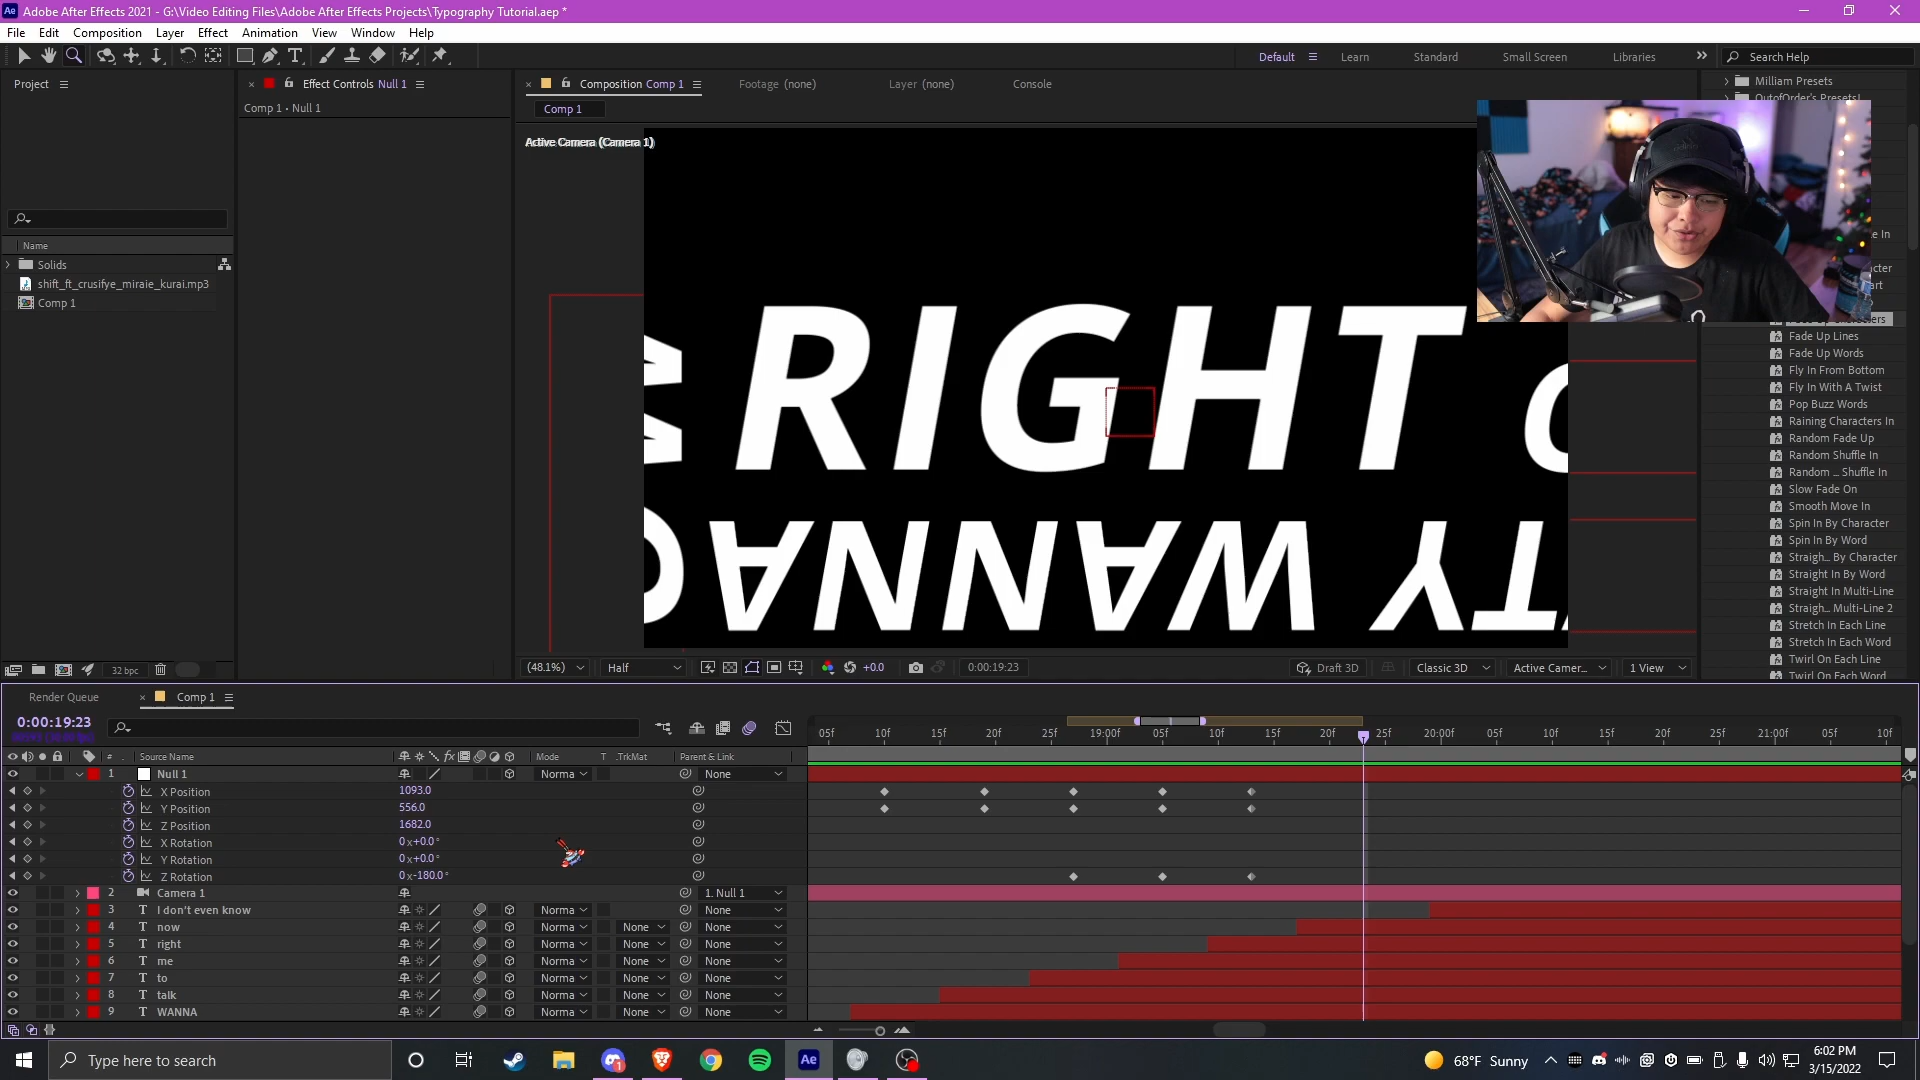 Adobe After Effects 2021 - G:\Video Editing Files\Adobe After Effects Projects\Typography Tutorial.aep *
File Edit Composition Layer Effect Animation View Window Help
Default Learn Standard Small Screen Libraries Search Help
Project
Effect Controls Null 1
Composition Comp 1
Footage (none)
Layer (none)
Console
Comp 1 • Null 1
Comp 1
Active Camera (Camera 1)
Name
Solids
shift_ft_crusifye_miraie_kurai.mp3
Comp 1
RIGHT
WANNA
Milliam Presets
OutofOrder's Presets!
Fade Up Lines
Fade Up Words
Fly In From Bottom
Fly In With A Twist
Pop Buzz Words
Raining Characters In
Random Fade Up
Random Shuffle In
Random ... Shuffle In
Slow Fade On
Smooth Move In
Spin In By Character
Spin In By Word
Straigh... By Character
Straight In By Word
Straight In Multi-Line
Straigh... Multi-Line 2
Stretch In Each Line
Stretch In Each Word
Twirl On Each Line
Twirl On Each Word
32 bpc
(48.1%) Half +0.0 0:00:19:23 Draft 3D Classic 3D Active Camer... 1 View
Render Queue
Comp 1
0:00:19:23
05f 10f 15f 20f 25f 19:00f 05f 10f 15f 20f 25f 20:00f 05f 10f 15f 20f 25f 21:00f 05f 10f
# Source Name Mode T .TrkMat Parent & Link
1 Null 1 Norma None
X Position 1093.0
Y Position 556.0
Z Position 1682.0
X Rotation 0x+0.0°
Y Rotation 0x+0.0°
Z Rotation 0x-180.0°
2 Camera 1 1. Null 1
3 T I don't even know Norma None
4 T now Norma None None
5 T right Norma None None
6 T me Norma None None
7 T to Norma None None
8 T talk Norma None None
9 T WANNA Norma None None
Type here to search
68°F Sunny
6:02 PM
3/15/2022